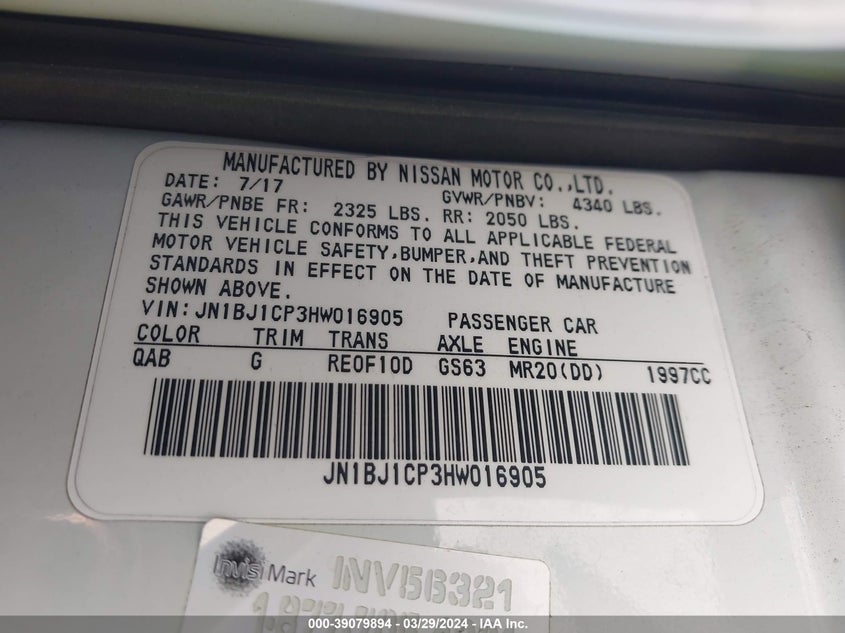 MANUFACTURED BY NISSAN MOTOR CO.,LTD.
DATE: 7/17 GVWR/PNBV: 4340 LBS.
GAWR/PNBE FR: 2325 LBS. RR: 2050 LBS.
THIS VEHICLE CONFORMS TO ALL APPLICABLE FEDERAL
MOTOR VEHICLE SAFETY,BUMPER,AND THEFT PREVENTION
STANDARDS IN EFFECT ON THE DATE OF MANUFACTURE
SHOWN ABOVE.
VIN: JN1BJ1CP3HW016905 PASSENGER CAR
COLOR TRIM TRANS AXLE ENGINE
QAB G RE0F10D GS63 MR20(DD) 1997CC
JN1BJ1CP3HW016905
InvisiMark INV56321
000-39079894 - 03/29/2024 - IAA Inc.